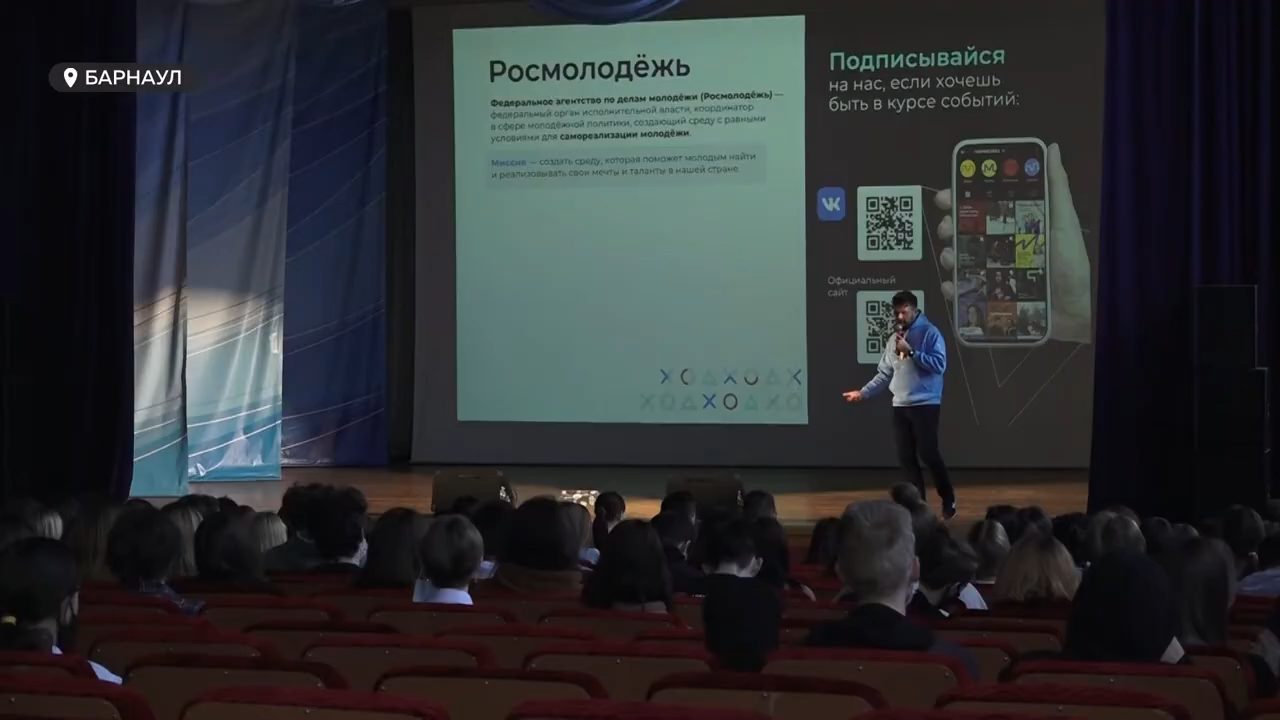 БАРНАУЛ
Росмолодёжь
Федеральное агентство по делам молодёжи (Росмолодёжь) —
федеральный орган исполнительной власти, координатор
в сфере молодёжной политики, создающий среду с равными
условиями для самореализации молодёжи.
Миссия — создать среду, которая поможет молодым найти
и реализовывать свои мечты и таланты в нашей стране.
Подписывайся
на нас, если хочешь
быть в курсе событий:
Официальный
сайт